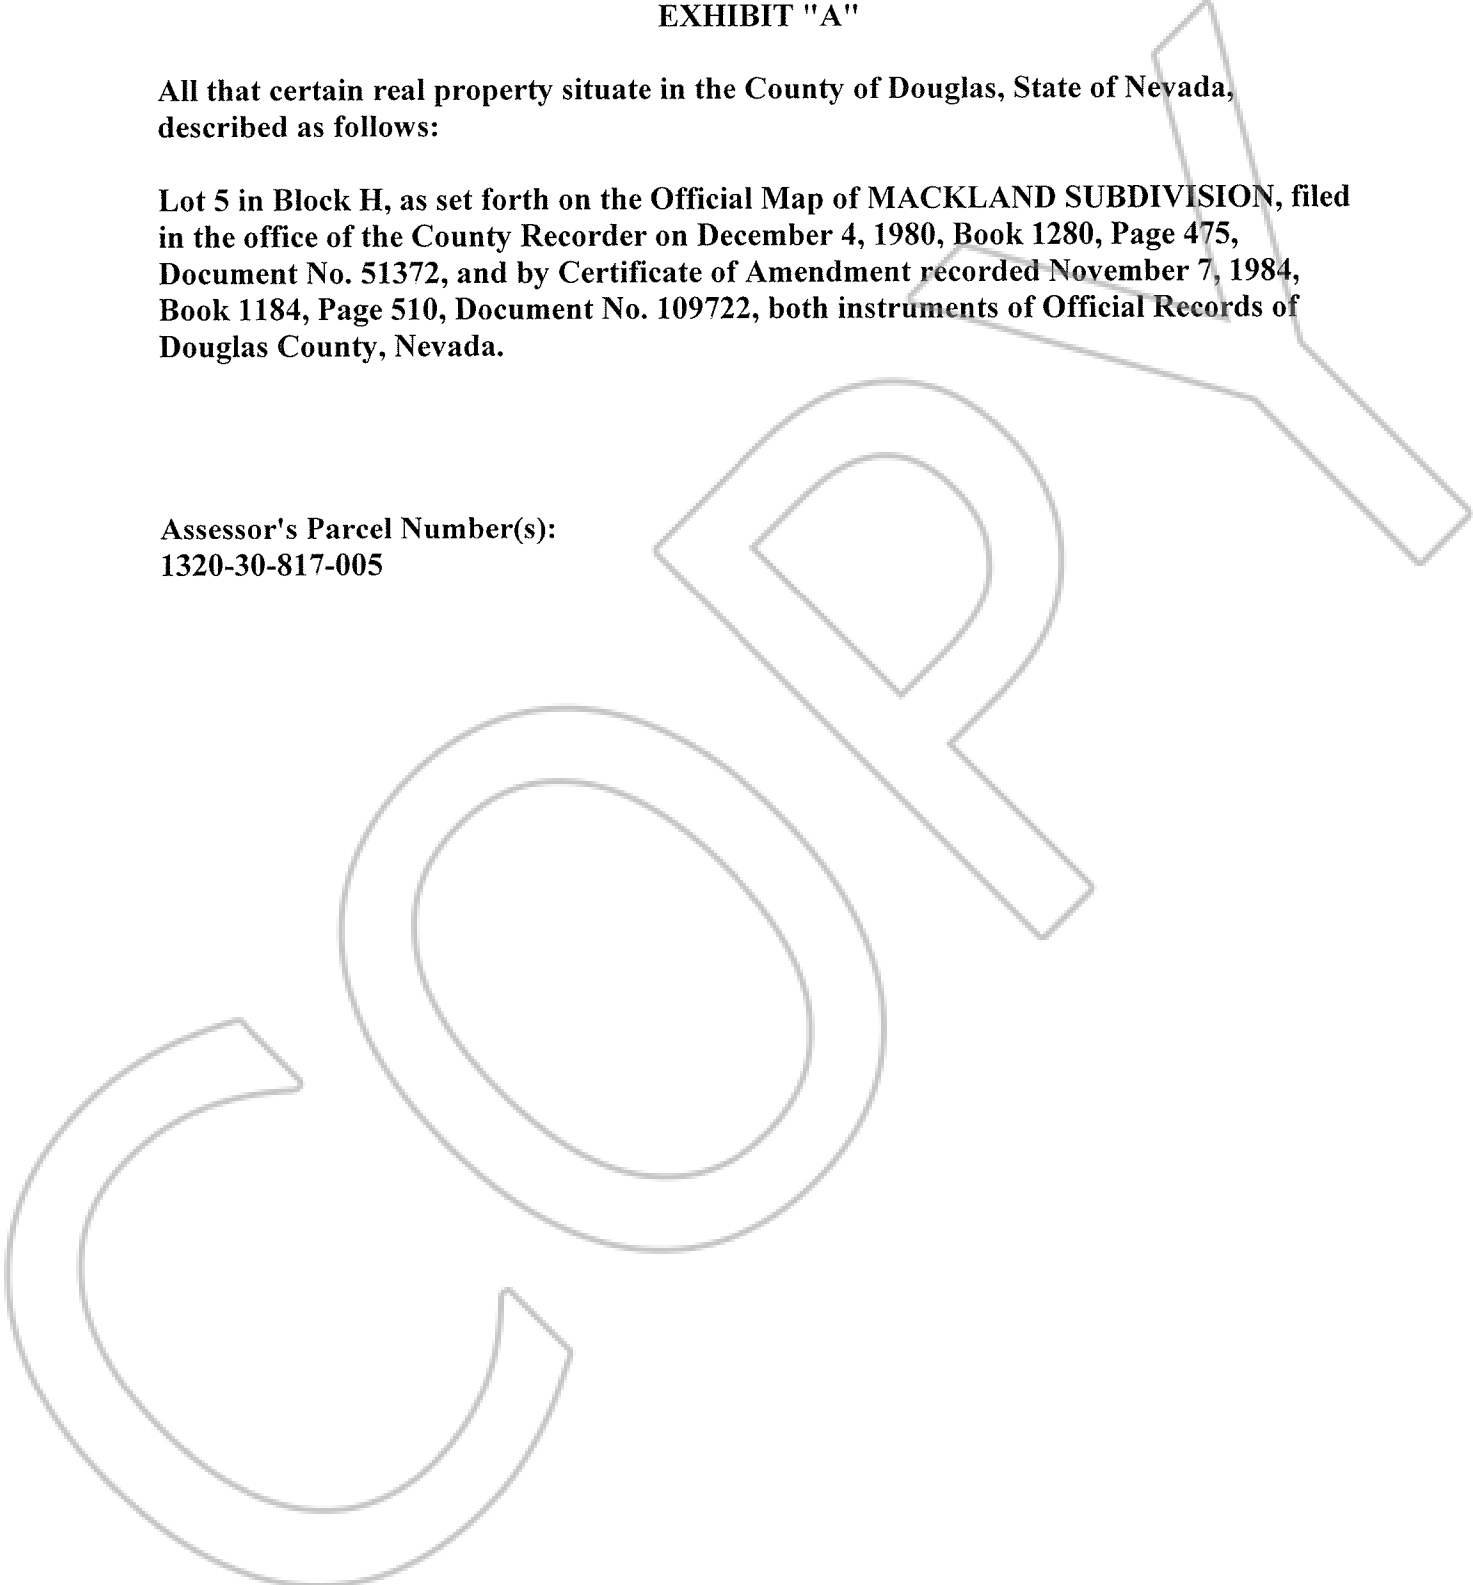 EXHIBIT "A"
All that certain real property situate in the County of Douglas, State of Nevada,
described as follows:
Lot 5 in Block H, as set forth on the Official Map of MACKLAND SUBDIVISION, filed
in the office of the County Recorder on December 4, 1980, Book 1280, Page 475,
Document No. 51372, and by Certificate of Amendment recorded November 7, 1984,
Book 1184, Page 510, Document No. 109722, both instruments of Official Records of
Douglas County, Nevada.
Assessor's Parcel Number(s):
1320-30-817-005
COPY